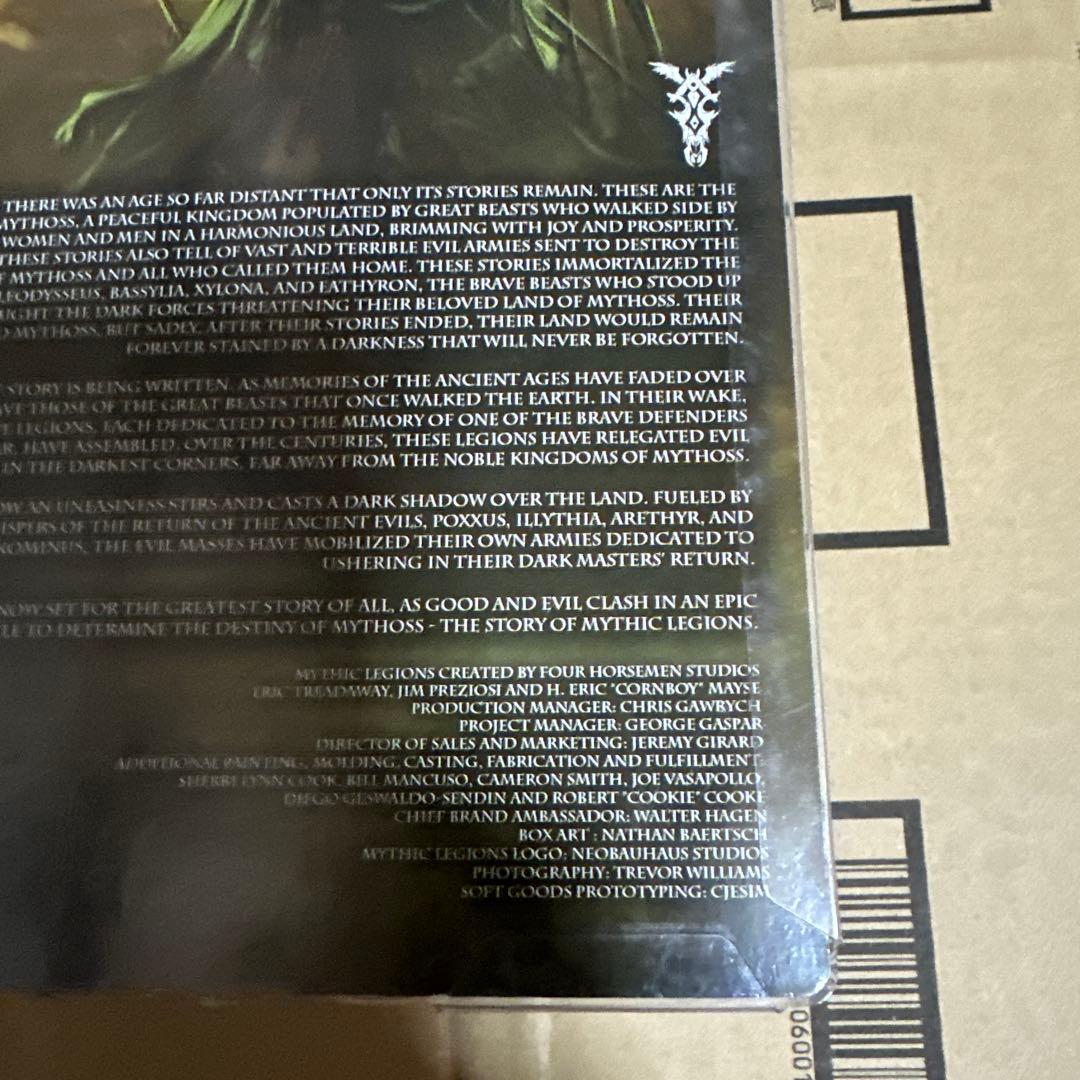 THERE WAS AN AGE SO FAR DISTANT THAT ONLY ITS STORIES REMAIN. THESE ARE THE
MYTHOSS, A PEACEFUL KINGDOM POPULATED BY GREAT BEASTS WHO WALKED SIDE BY
WOMEN AND MEN IN A HARMONIOUS LAND, BRIMMING WITH JOY AND PROSPERITY.
THESE STORIES ALSO TELL OF VAST AND TERRIBLE EVIL ARMIES SENT TO DESTROY THE
MYTHOSS AND ALL WHO CALLED THEM HOME. THESE STORIES IMMORTALIZED THE
BASSYLIA, XYLONA, AND EATHYRON, THE BRAVE BEASTS WHO STOOD UP
THE DARK FORCES THREATENING THEIR BELOVED LAND OF MYTHOSS. THEIR
MYTHOSS, BUT SADLY, AFTER THEIR STORIES ENDED, THEIR LAND WOULD REMAIN
FOREVER STAINED BY A DARKNESS THAT WILL NEVER BE FORGOTTEN.
STORY IS BEING WRITTEN. AS MEMORIES OF THE ANCIENT AGES HAVE FADED OVER
THOSE OF THE GREAT BEASTS THAT ONCE WALKED THE EARTH. IN THEIR WAKE,
LEGIONS, EACH DEDICATED TO THE MEMORY OF ONE OF THE BRAVE DEFENDERS
HAVE ASSEMBLED. OVER THE CENTURIES, THESE LEGIONS HAVE RELEGATED EVIL
IN THE DARKEST CORNERS, FAR AWAY FROM THE NOBLE KINGDOMS OF MYTHOSS.
AN UNEASINESS STIRS AND CASTS A DARK SHADOW OVER THE LAND. FUELED BY
OF THE RETURN OF THE ANCIENT EVILS, POXXUS, ILLYTHIA, ARETHYR, AND
THE EVIL MASSES HAVE MOBILIZED THEIR OWN ARMIES DEDICATED TO
USHERING IN THEIR DARK MASTERS' RETURN.
NOW SET FOR THE GREATEST STORY OF ALL, AS GOOD AND EVIL CLASH IN AN EPIC
TO DETERMINE THE DESTINY OF MYTHOSS - THE STORY OF MYTHIC LEGIONS.
MYTHIC LEGIONS CREATED BY FOUR HORSEMEN STUDIOS
ERIC TREADAWAY, JIM PREZIOSI AND H. ERIC "CORNBOY" MAYSE
PRODUCTION MANAGER: CHRIS GAWRYCH
PROJECT MANAGER: GEORGE GASPAR
DIRECTOR OF SALES AND MARKETING: JEREMY GIRARD
ADDITIONAL PAINTING, MOLDING, CASTING, FABRICATION AND FULFILLMENT:
SHERRI LYNN COOK, BILL MANCUSO, CAMERON SMITH, JOE VASAPOLLO,
DIEGO GESWALDO-SENDIN AND ROBERT "COOKIE" COOKE
CHIEF BRAND AMBASSADOR: WALTER HAGEN
BOX ART : NATHAN BAERTSCH
MYTHIC LEGIONS LOGO: NEOBAUHAUS STUDIOS
PHOTOGRAPHY: TREVOR WILLIAMS
SOFT GOODS PROTOTYPING: CJESIM